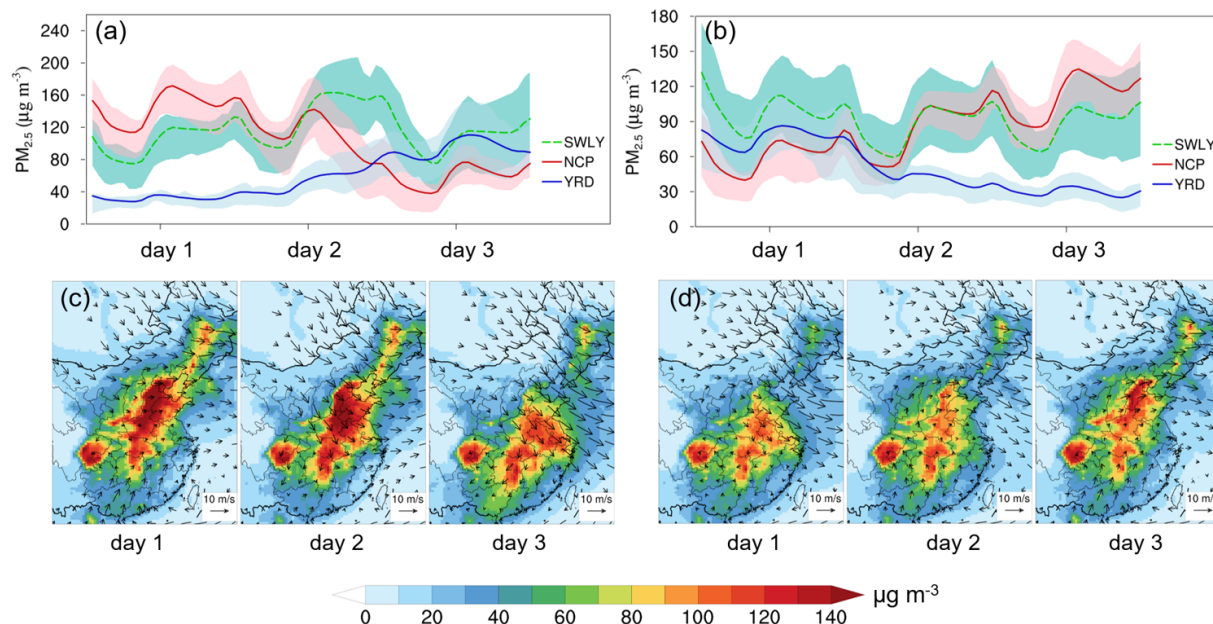 (a)
PM2.5 (µg m-3)
240
200
160
120
80
40
0
SWLY
NCP
YRD
day 1 day 2 day 3
(b)
PM2.5 (µg m-3)
180
150
120
90
60
30
0
SWLY
NCP
YRD
day 1 day 2 day 3
(c)
10 m/s 10 m/s 10 m/s
day 1 day 2 day 3
(d)
10 m/s 10 m/s 10 m/s
day 1 day 2 day 3
0 20 40 60 80 100 120 140 µg m-3